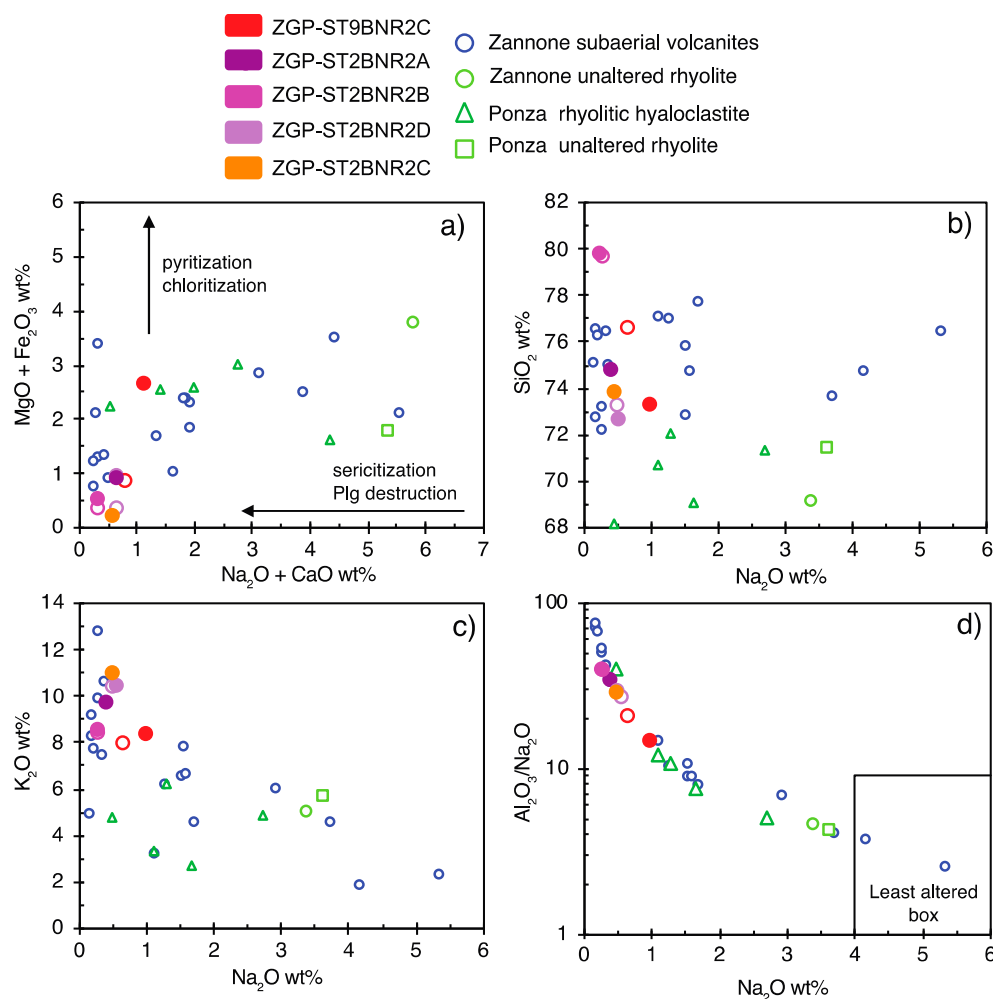 ZGP-ST9BNR2C
ZGP-ST2BNR2A
ZGP-ST2BNR2B
ZGP-ST2BNR2D
ZGP-ST2BNR2C
Zannone subaerial volcanites
Zannone unaltered rhyolite
Ponza rhyolitic hyaloclastite
Ponza unaltered rhyolite
a)
MgO + Fe₂O₃ wt%
6
5
4
3
2
1
0
pyritization
chloritization
sericitization
Plg destruction
0 1 2 3 4 5 6 7
Na₂O + CaO wt%
b)
SiO₂ wt%
82
80
78
76
74
72
70
68
0 1 2 3 4 5 6
Na₂O wt%
c)
K₂O wt%
14
12
10
8
6
4
2
0
0 1 2 3 4 5 6
Na₂O wt%
d)
Al₂O₃/Na₂O
100
10
1
Least altered
box
0 1 2 3 4 5 6
Na₂O wt%